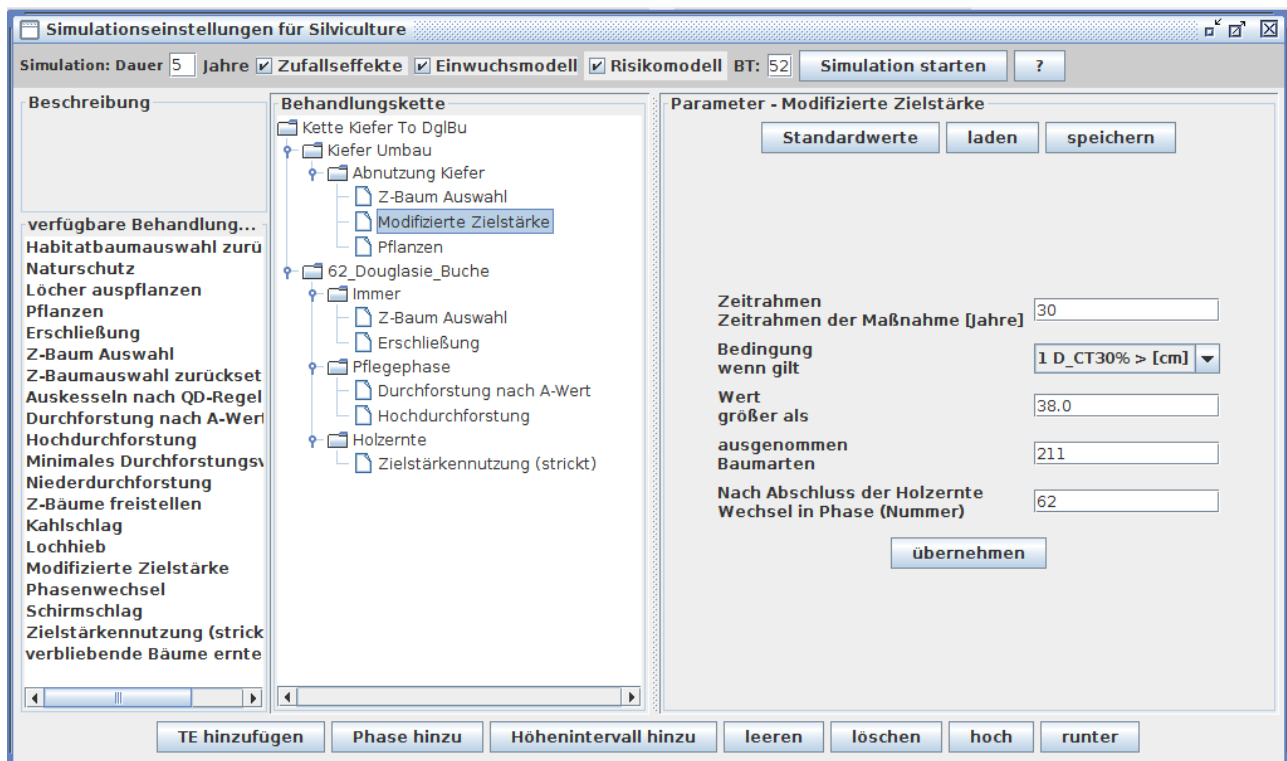 Simulationseinstellungen für Silviculture
Simulation: Dauer 5 Jahre Zufallseffekte Einwuchsmodell Risikomodell BT: 52 Simulation starten ?
Beschreibung
verfügbare Behandlung...
Habitatbaumauswahl zurü
Naturschutz
Löcher auspflanzen
Pflanzen
Erschließung
Z-Baum Auswahl
Z-Baumauswahl zurückset
Auskesseln nach QD-Regel
Durchforstung nach A-Wert
Hochdurchforstung
Minimales Durchforstungsv
Niederdurchforstung
Z-Bäume freistellen
Kahlschlag
Lochhieb
Modifizierte Zielstärke
Phasenwechsel
Schirmschlag
Zielstärkennutzung (strick
verbliebende Bäume ernte
Behandlungskette
Kette Kiefer To DglBu
Kiefer Umbau
Abnutzung Kiefer
Z-Baum Auswahl
Modifizierte Zielstärke
Pflanzen
62_Douglasie_Buche
Immer
Z-Baum Auswahl
Erschließung
Pflegephase
Durchforstung nach A-Wert
Hochdurchforstung
Holzernte
Zielstärkennutzung (strickt)
Parameter - Modifizierte Zielstärke
Standardwerte laden speichern
Zeitrahmen
Zeitrahmen der Maßnahme [Jahre] 30
Bedingung
wenn gilt 1 D_CT30% > [cm]
Wert
größer als 38.0
ausgenommen
Baumarten 211
Nach Abschluss der Holzernte
Wechsel in Phase (Nummer) 62
übernehmen
TE hinzufügen Phase hinzu Höhenintervall hinzu leeren löschen hoch runter